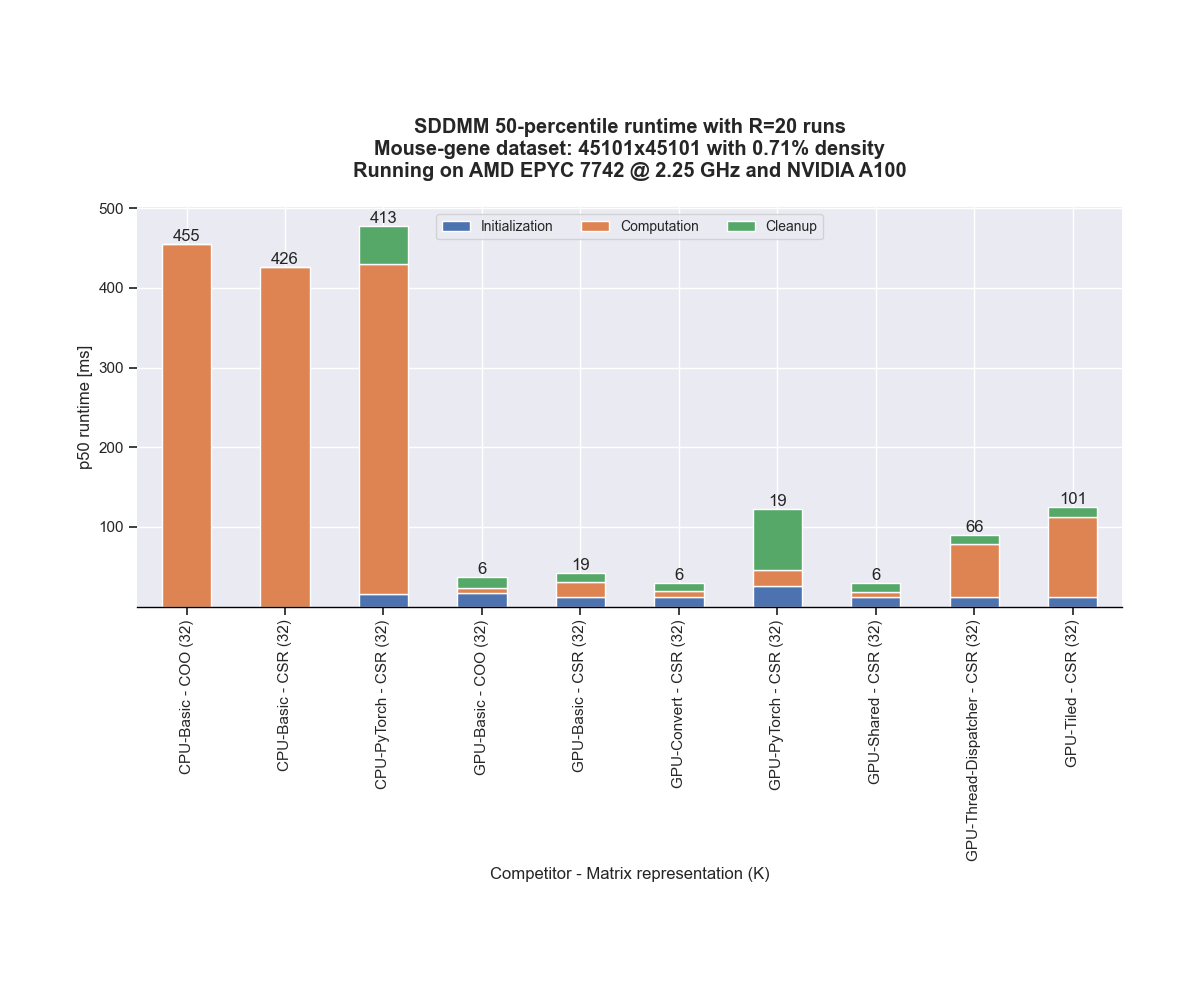 SDDMM 50-percentile runtime with R=20 runs
Mouse-gene dataset: 45101x45101 with 0.71% density
Running on AMD EPYC 7742 @ 2.25 GHz and NVIDIA A100
Initialization
Computation
Cleanup
p50 runtime [ms]
500
400
300
200
100
455
426
413
6
19
6
19
6
66
101
CPU-Basic - COO (32)
CPU-Basic - CSR (32)
CPU-PyTorch - CSR (32)
GPU-Basic - COO (32)
GPU-Basic - CSR (32)
GPU-Convert - CSR (32)
GPU-PyTorch - CSR (32)
GPU-Shared - CSR (32)
GPU-Thread-Dispatcher - CSR (32)
GPU-Tiled - CSR (32)
Competitor - Matrix representation (K)